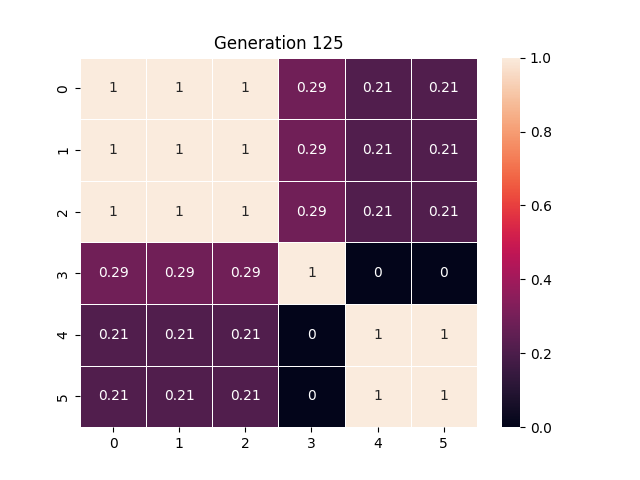 Generation 125
0 1 1 1 0.29 0.21 0.21
1 1 1 1 0.29 0.21 0.21
2 1 1 1 0.29 0.21 0.21
3 0.29 0.29 0.29 1 0 0
4 0.21 0.21 0.21 0 1 1
5 0.21 0.21 0.21 0 1 1
0 1 2 3 4 5
1.0
0.8
0.6
0.4
0.2
0.0